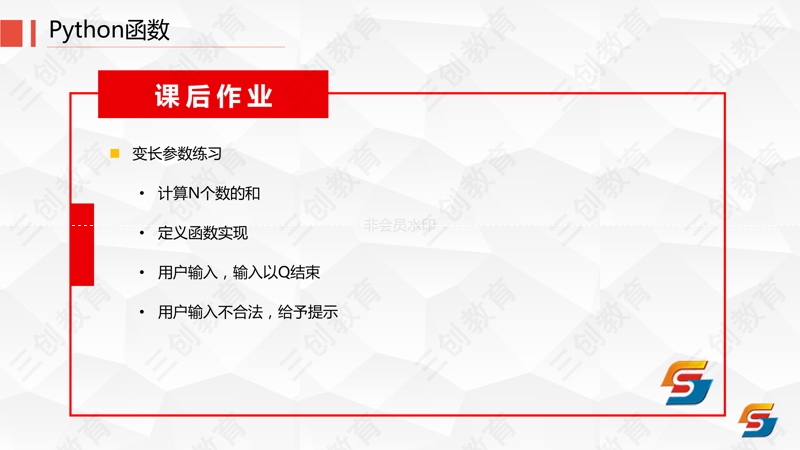 Python函数
课后作业
变长参数练习
• 计算N个数的和
• 定义函数实现
• 用户输入，输入以Q结束
• 用户输入不合法，给予提示
非会员水印
三创教育